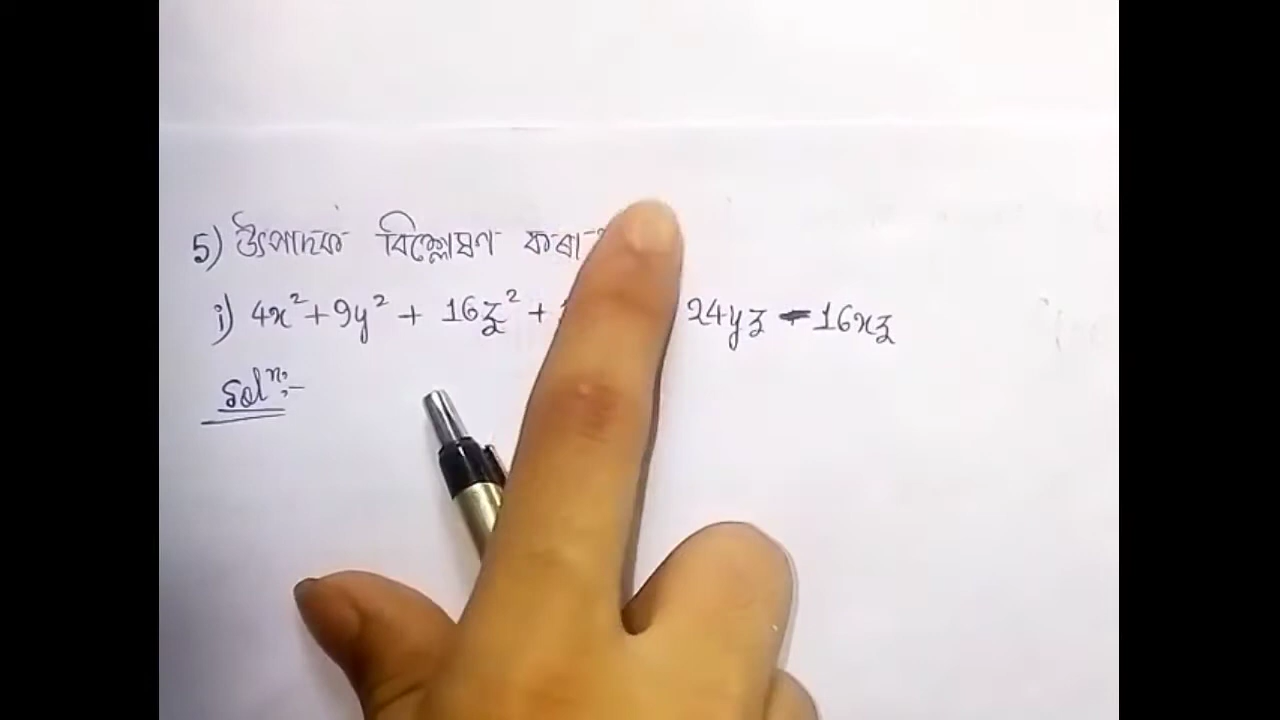 5) উৎপাদক বিশ্লেষণ কৰা
i) 4x² + 9y² + 16z² + 24yz - 16xz
Solⁿ:-